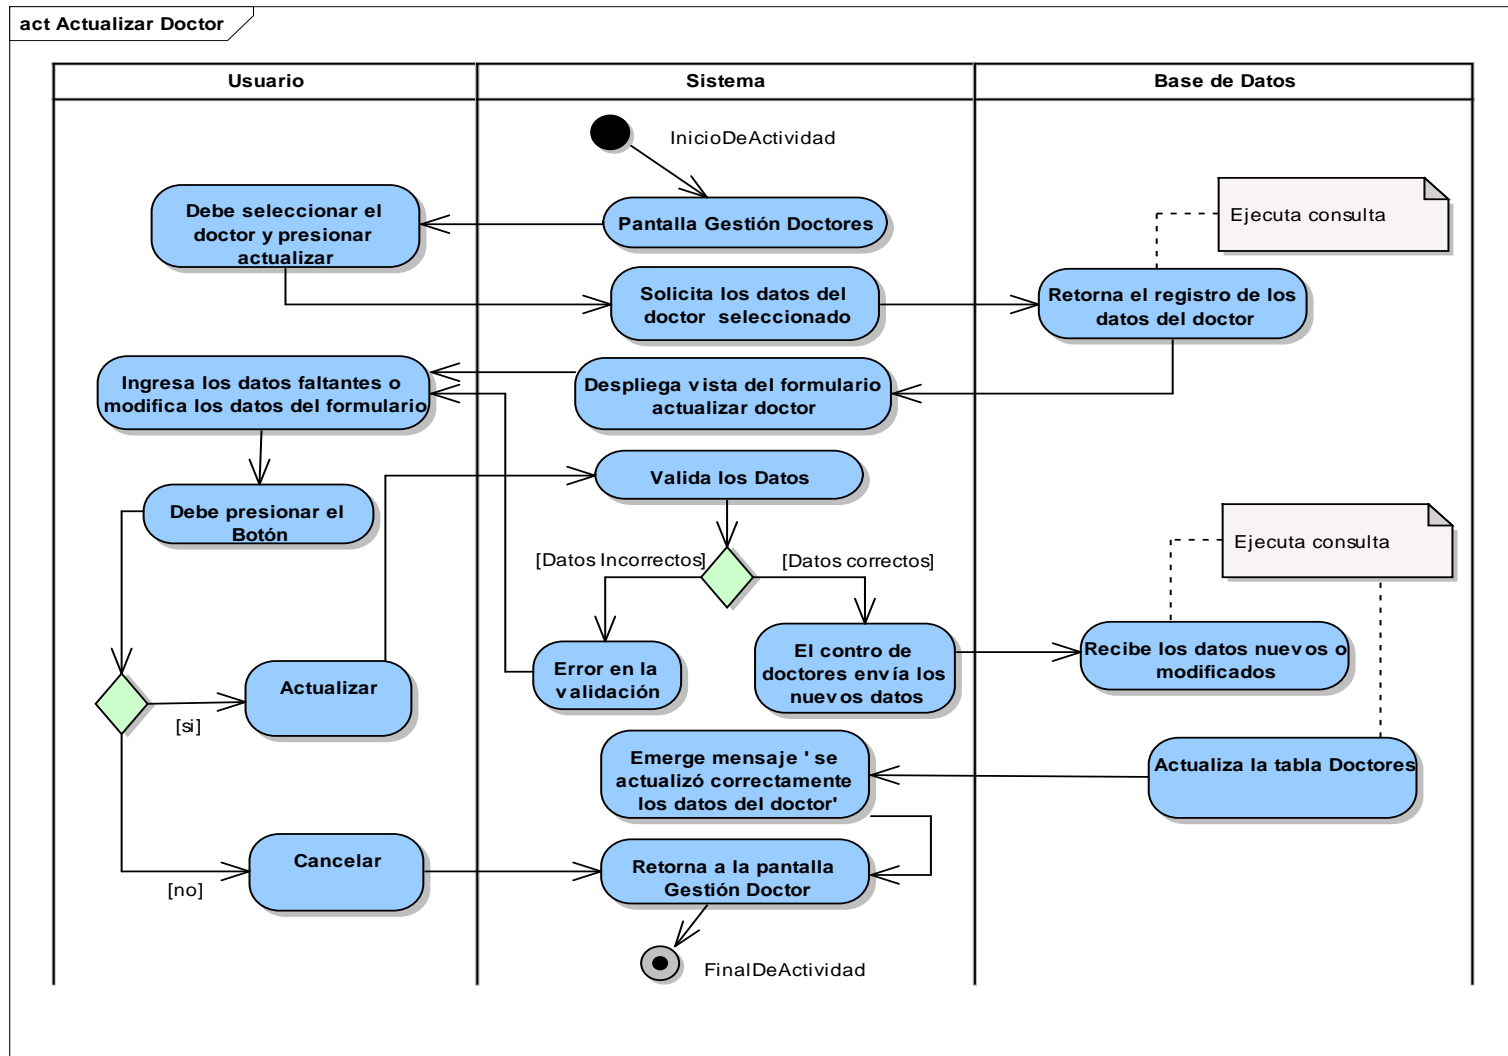 act Actualizar Doctor
Usuario
Sistema
Base de Datos
InicioDeActividad
Debe seleccionar el
doctor y presionar
actualizar
Pantalla Gestión Doctores
Ejecuta consulta
Solicita los datos del
doctor seleccionado
Retorna el registro de los
datos del doctor
Ingresa los datos faltantes o
modifica los datos del formulario
Despliega vista del formulario
actualizar doctor
Valida los Datos
Debe presionar el
Botón
[Datos Incorrectos]
[Datos correctos]
Ejecuta consulta
Error en la
validación
El contro de
doctores envía los
nuevos datos
Recibe los datos nuevos o
modificados
Actualizar
[si]
Emerge mensaje ' se
actualizó correctamente
los datos del doctor'
Actualiza la tabla Doctores
Cancelar
[no]
Retorna a la pantalla
Gestión Doctor
FinalDeActividad